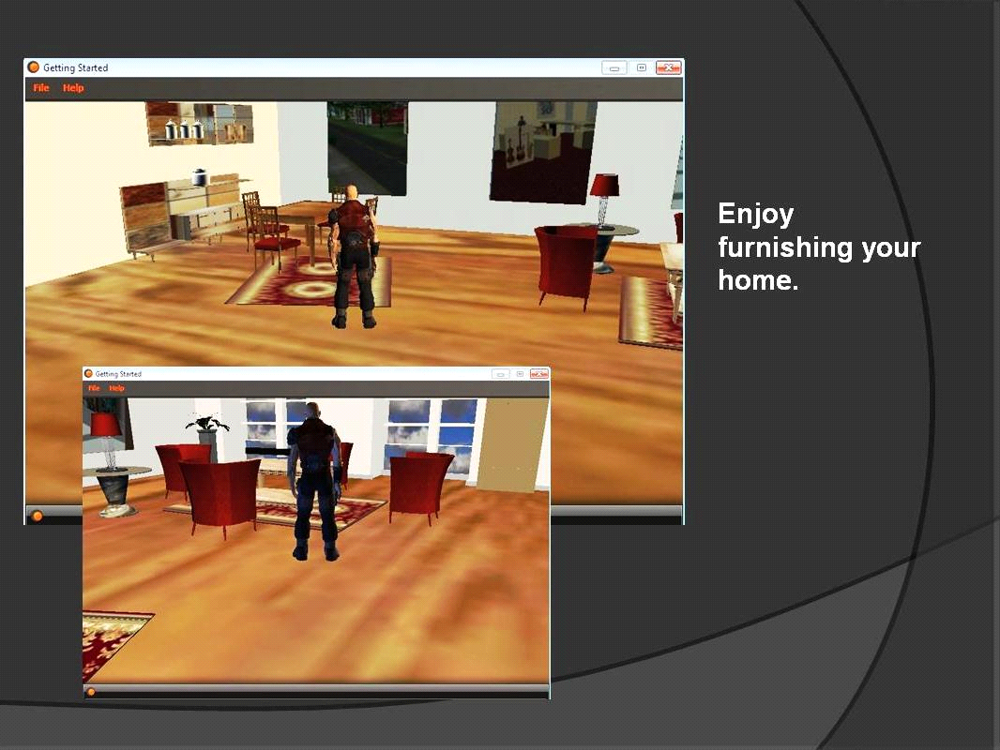 Getting Started
File Help
Enjoy
furnishing your
home.
Getting Started
File Help